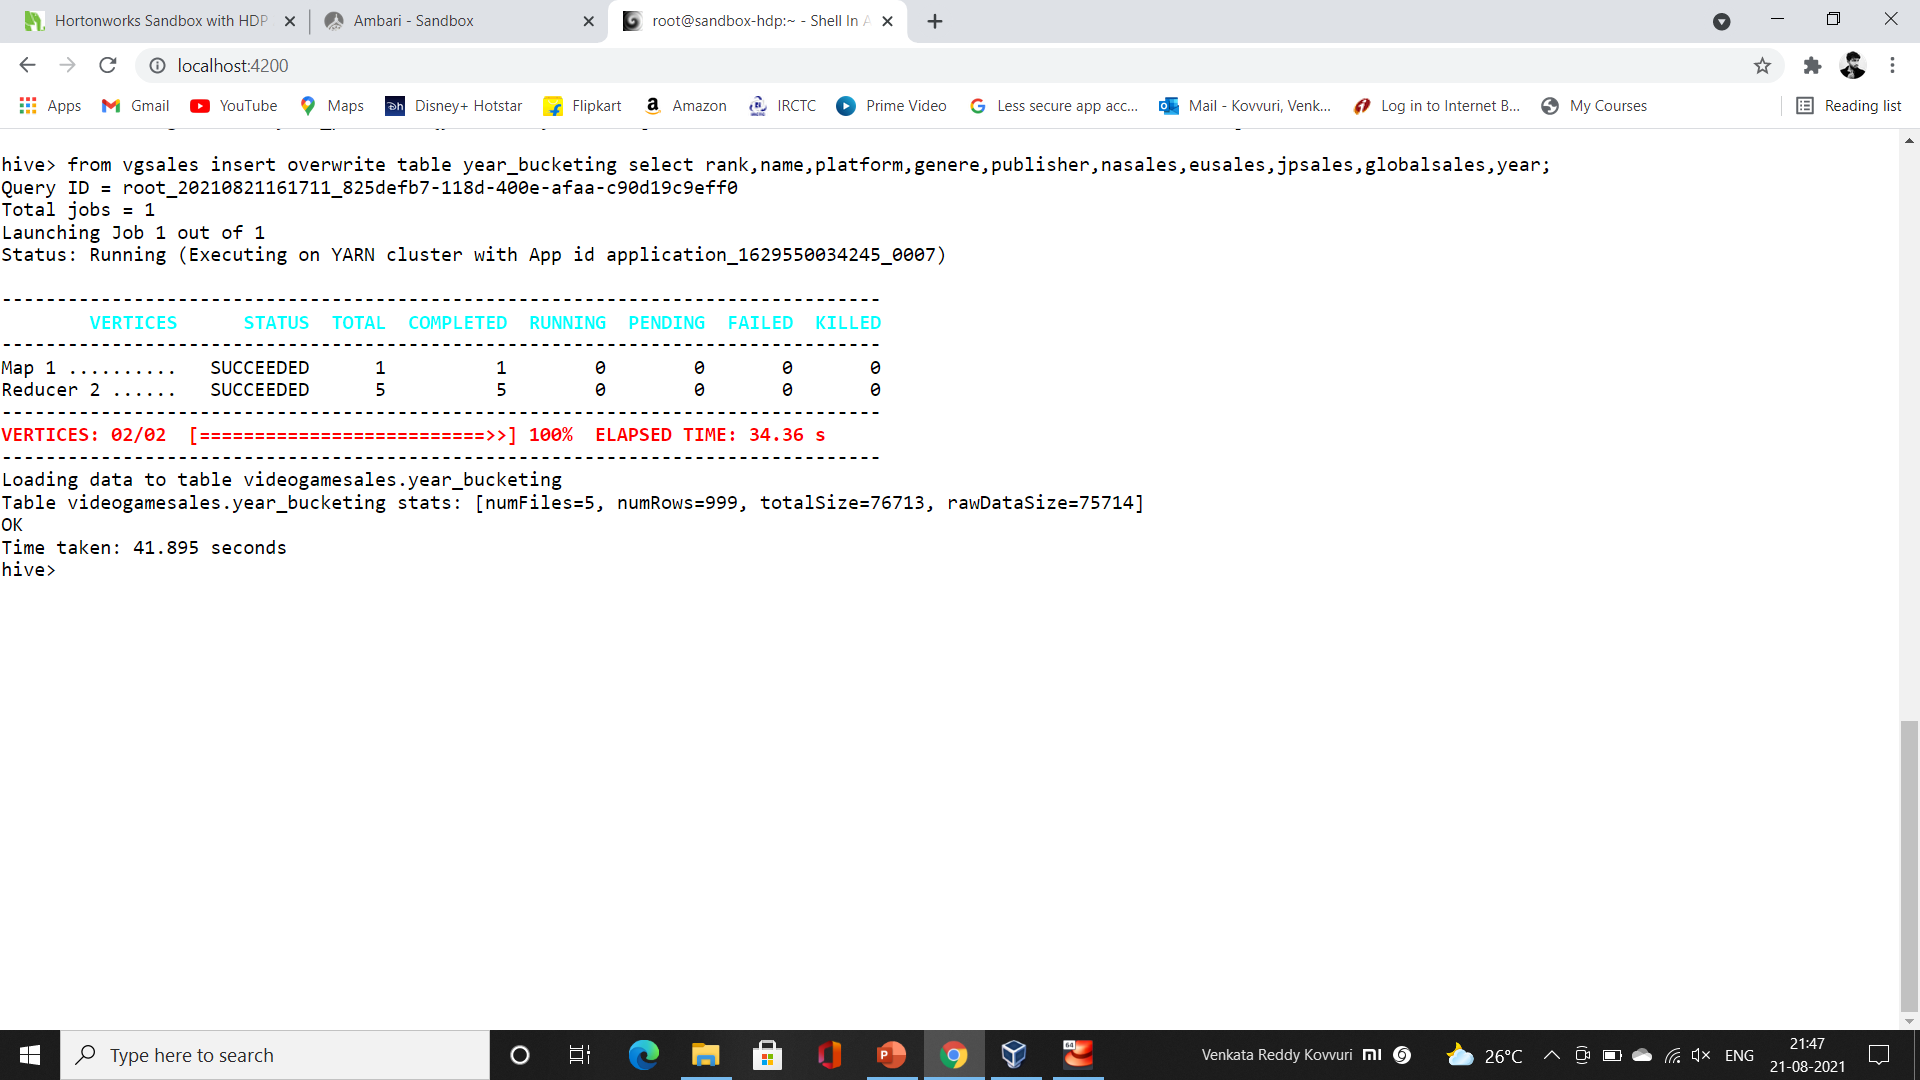 Hortonworks Sandbox with HDP
Ambari - Sandbox
root@sandbox-hdp:~ - Shell In A
localhost:4200
Apps
Gmail
YouTube
Maps
Disney+ Hotstar
Flipkart
Amazon
IRCTC
Prime Video
Less secure app acc...
Mail - Kovvuri, Venk...
Log in to Internet B...
My Courses
Reading list
hive> from vgsales insert overwrite table year_bucketing select rank,name,platform,genere,publisher,nasales,eusales,jpsales,globalsales,year;
Query ID = root_20210821161711_825defb7-118d-400e-afaa-c90d19c9eff0
Total jobs = 1
Launching Job 1 out of 1
Status: Running (Executing on YARN cluster with App id application_1629550034245_0007)
--------------------------------------------------------------------------------
VERTICES STATUS TOTAL COMPLETED RUNNING PENDING FAILED KILLED
--------------------------------------------------------------------------------
Map 1 .......... SUCCEEDED 1 1 0 0 0 0
Reducer 2 ...... SUCCEEDED 5 5 0 0 0 0
--------------------------------------------------------------------------------
VERTICES: 02/02 [==========================>>] 100% ELAPSED TIME: 34.36 s
--------------------------------------------------------------------------------
Loading data to table videogamesales.year_bucketing
Table videogamesales.year_bucketing stats: [numFiles=5, numRows=999, totalSize=76713, rawDataSize=75714]
OK
Time taken: 41.895 seconds
hive>
Type here to search
Venkata Reddy Kovvuri
26°C
ENG
21:47
21-08-2021